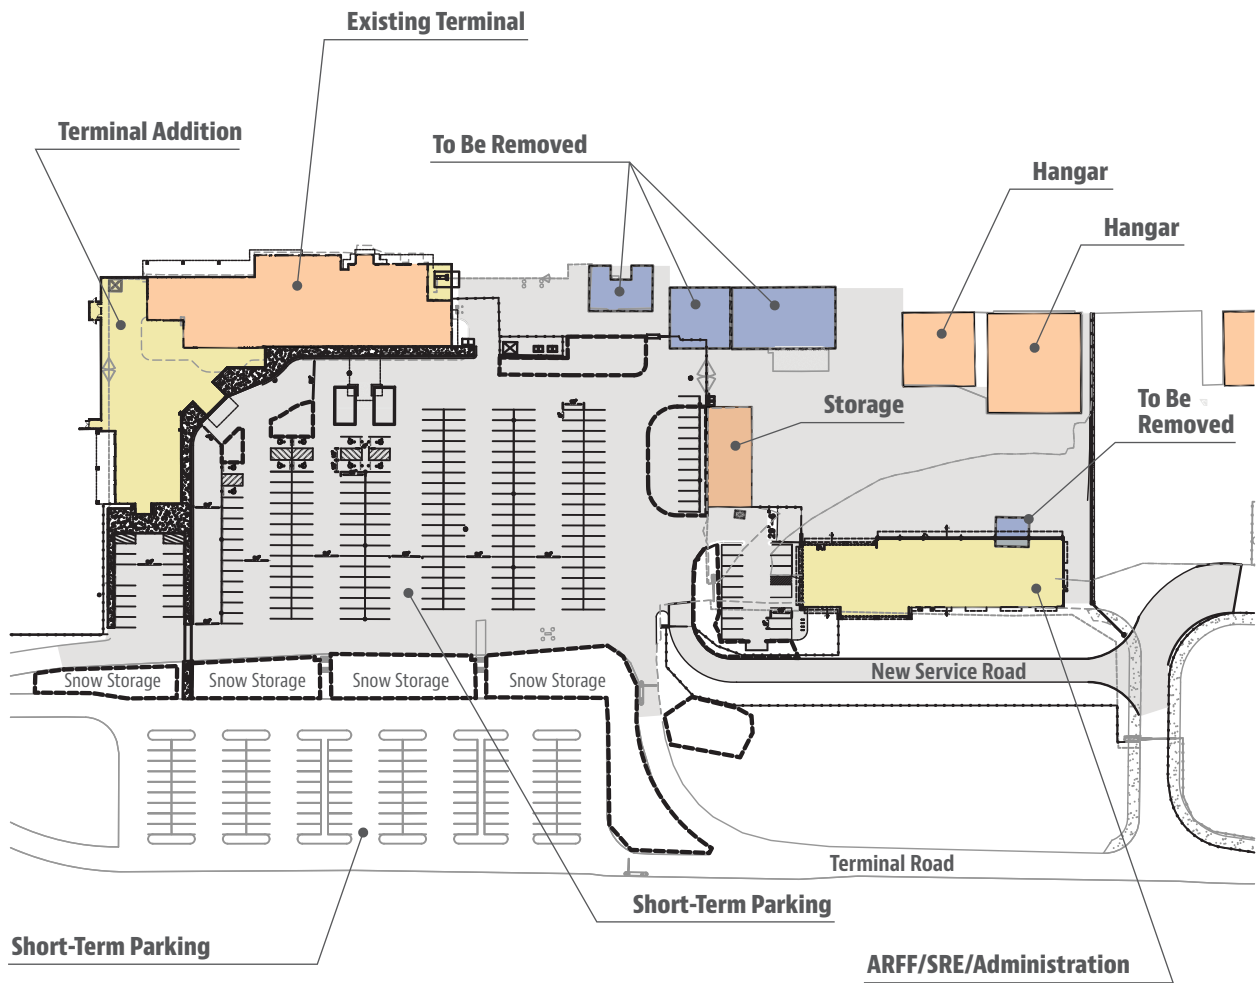 Existing Terminal
Terminal Addition
To Be Removed
Hangar
Hangar
To Be
Removed
Storage
New Service Road
Snow Storage
Snow Storage
Snow Storage
Snow Storage
Terminal Road
Short-Term Parking
Short-Term Parking
ARFF/SRE/Administration